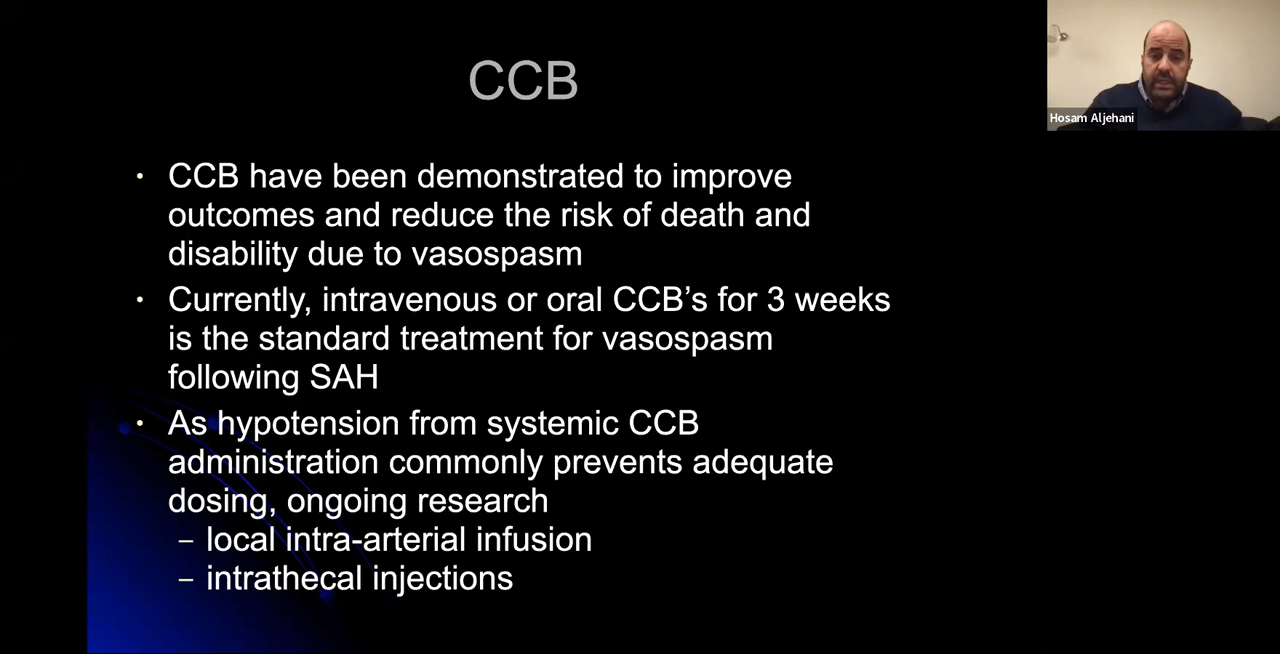 CCB
Hosam Aljehani
• CCB have been demonstrated to improve
outcomes and reduce the risk of death and
disability due to vasospasm
• Currently, intravenous or oral CCB’s for 3 weeks
is the standard treatment for vasospasm
following SAH
• As hypotension from systemic CCB
administration commonly prevents adequate
dosing, ongoing research
– local intra-arterial infusion
– intrathecal injections